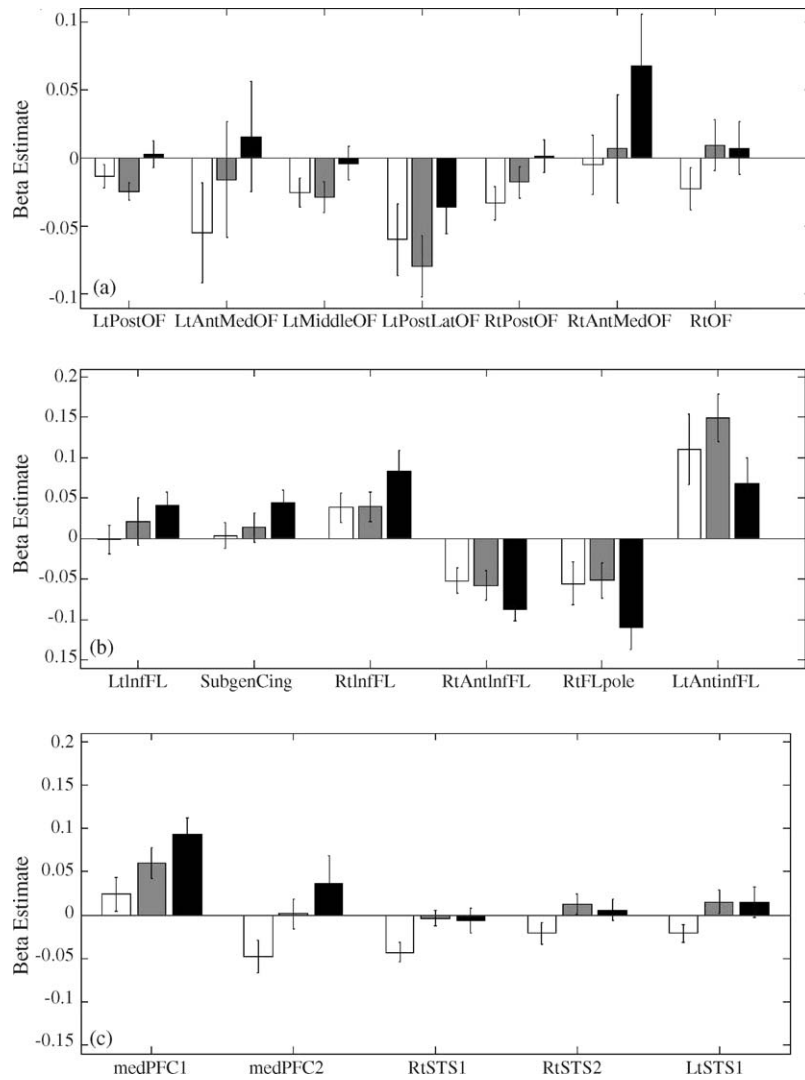 0.1
0.05
0
-0.05
-0.1
Beta Estimate
(a)
LtPostOF LtAntMedOF LtMiddleOF LtPostLatOF RtPostOF RtAntMedOF RtOF
0.2
0.15
0.1
0.05
0
-0.05
-0.1
0.15
Beta Estimate
(b)
LtInfFL SubgenCing RtInfFL RtAntInfFL RtFLpole LtAntinfFL
0.2
0.15
0.1
0.05
0
-0.05
-0.1
-0.15
Beta Estimate
(c)
medPFC1 medPFC2 RtSTS1 RtSTS2 LtSTS1